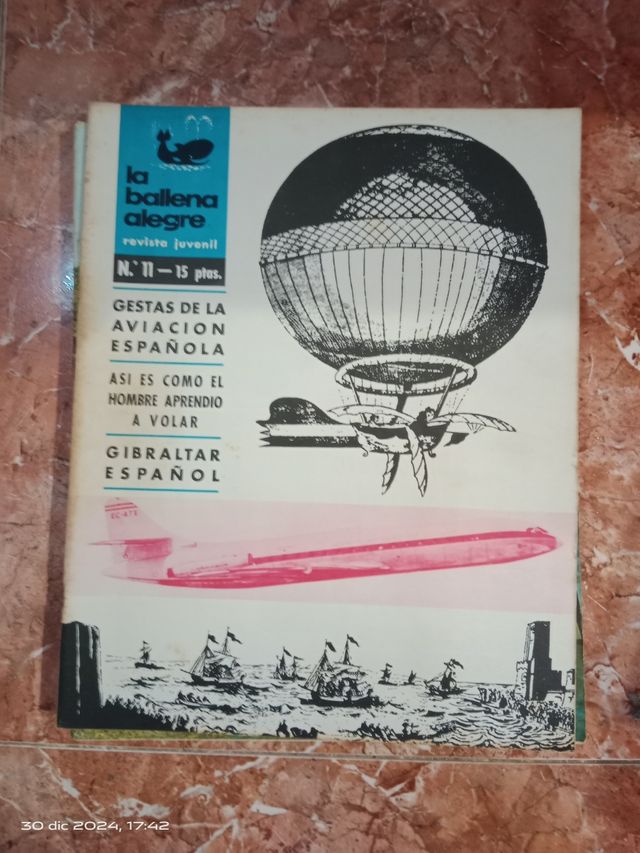 la
ballena
alegre
revista juvenil
N.° 11 — 15 ptas.
GESTAS DE LA
AVIACION
ESPAÑOLA
ASI ES COMO EL
HOMBRE APRENDIO
A VOLAR
GIBRALTAR
ESPAÑOL
30 dic 2024, 17:42